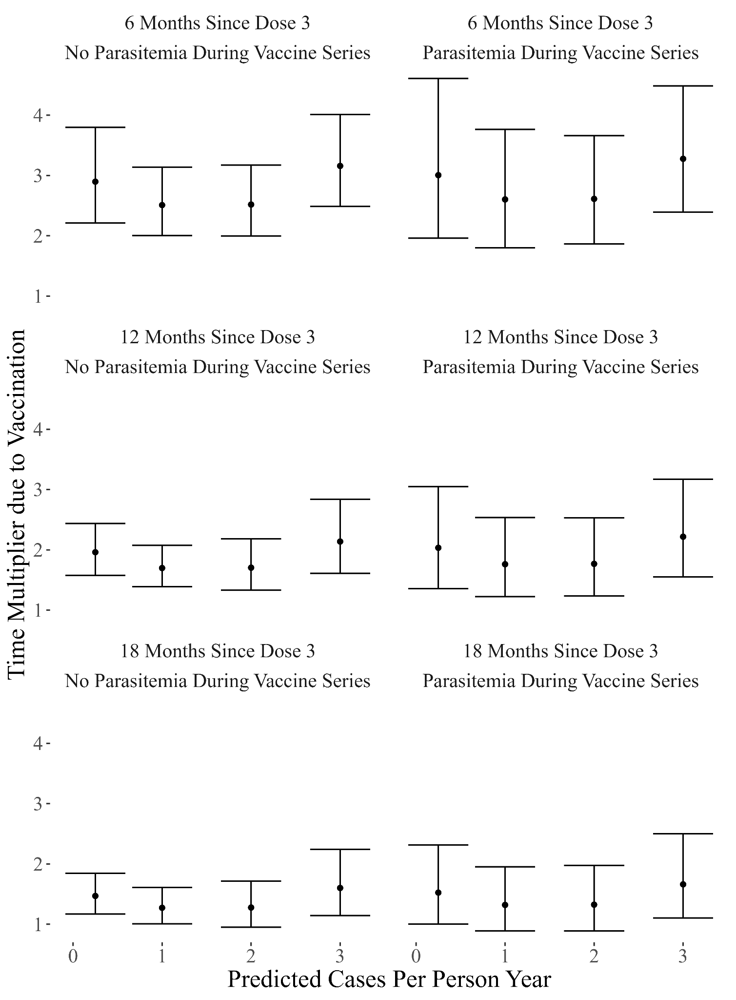 6 Months Since Dose 3
No Parasitemia During Vaccine Series
6 Months Since Dose 3
Parasitemia During Vaccine Series
4
3
2
1
12 Months Since Dose 3
No Parasitemia During Vaccine Series
12 Months Since Dose 3
Parasitemia During Vaccine Series
4
3
2
1
18 Months Since Dose 3
No Parasitemia During Vaccine Series
18 Months Since Dose 3
Parasitemia During Vaccine Series
4
3
2
1
0 1 2 3
0 1 2 3
Time Multiplier due to Vaccination
Predicted Cases Per Person Year